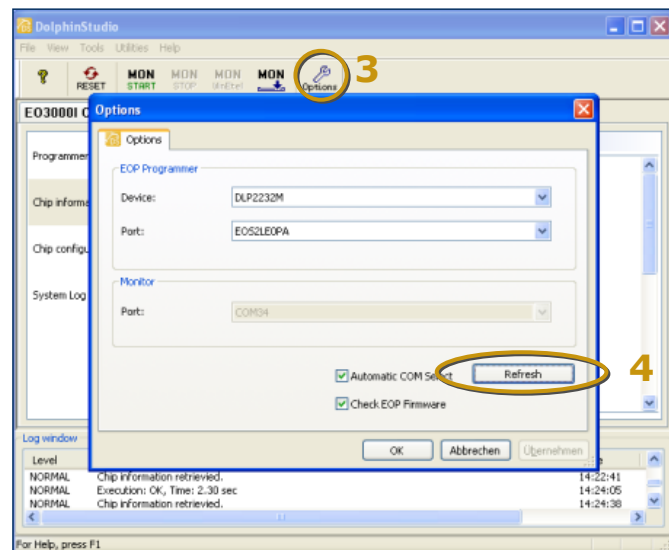 DolphinStudio
File View Tools Utilities Help
RESET
MON START
MON STOP
MON
MON
Options
3
EO3000I C
Options
Options
Programmer
EOP Programmer
Device: DLP2232M
Chip informa
Port: EOS2LE0PA
Chip configu
Monitor
System Log
Port: COM34
Automatic COM Select
Refresh
4
Check EOP Firmware
OK Abbrechen Übernehmen
Log window
Level
NORMAL Chip information retrievied. 14:22:41
NORMAL Execution: OK, Time: 2.30 sec 14:24:05
NORMAL Chip information retrievied. 14:24:38
For Help, press F1